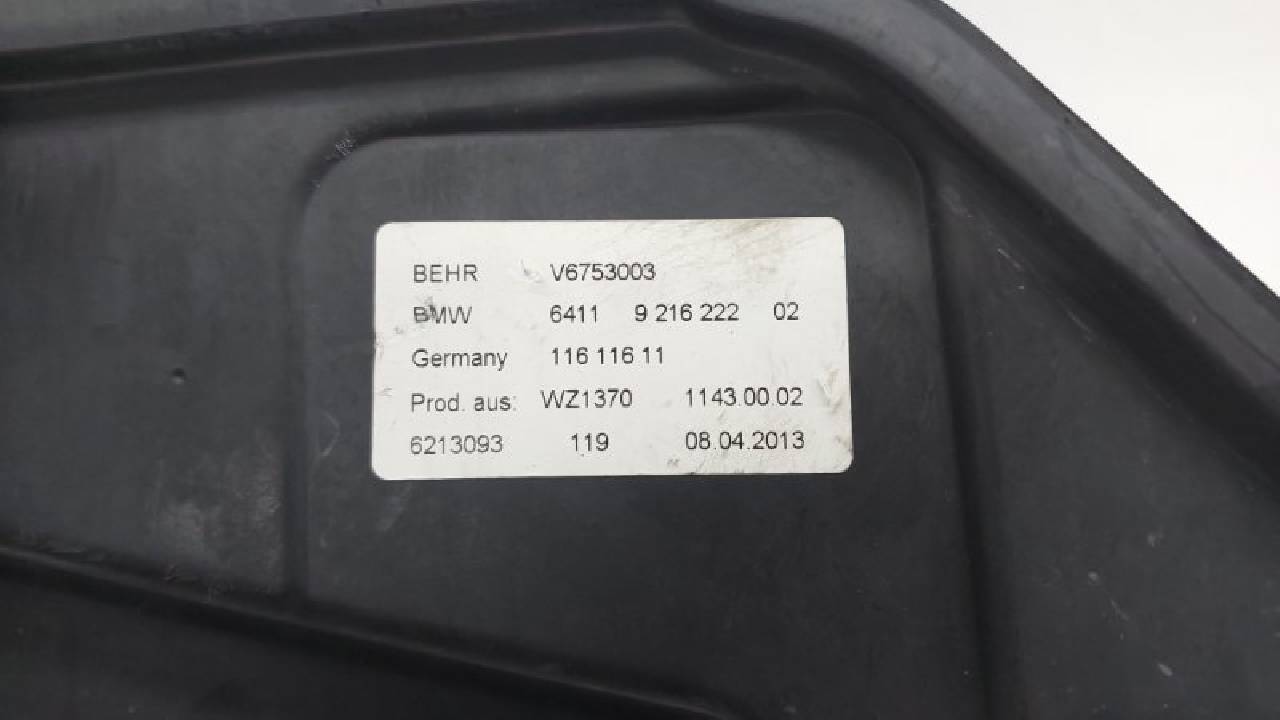 BEHR V6753003
BMW 6411 9 216 222 02
Germany 116 116 11
Prod. aus: WZ1370 1143.00.02
6213093 119 08.04.2013